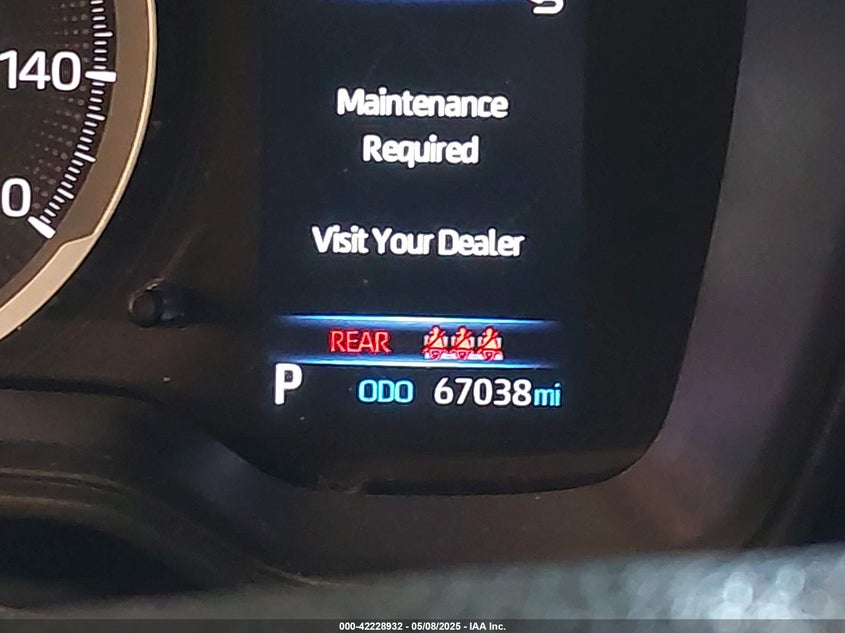 140
0
Maintenance
Required
Visit Your Dealer
REAR
P ODO 67038mi
000-42228932 - 05/08/2025 - IAA Inc.